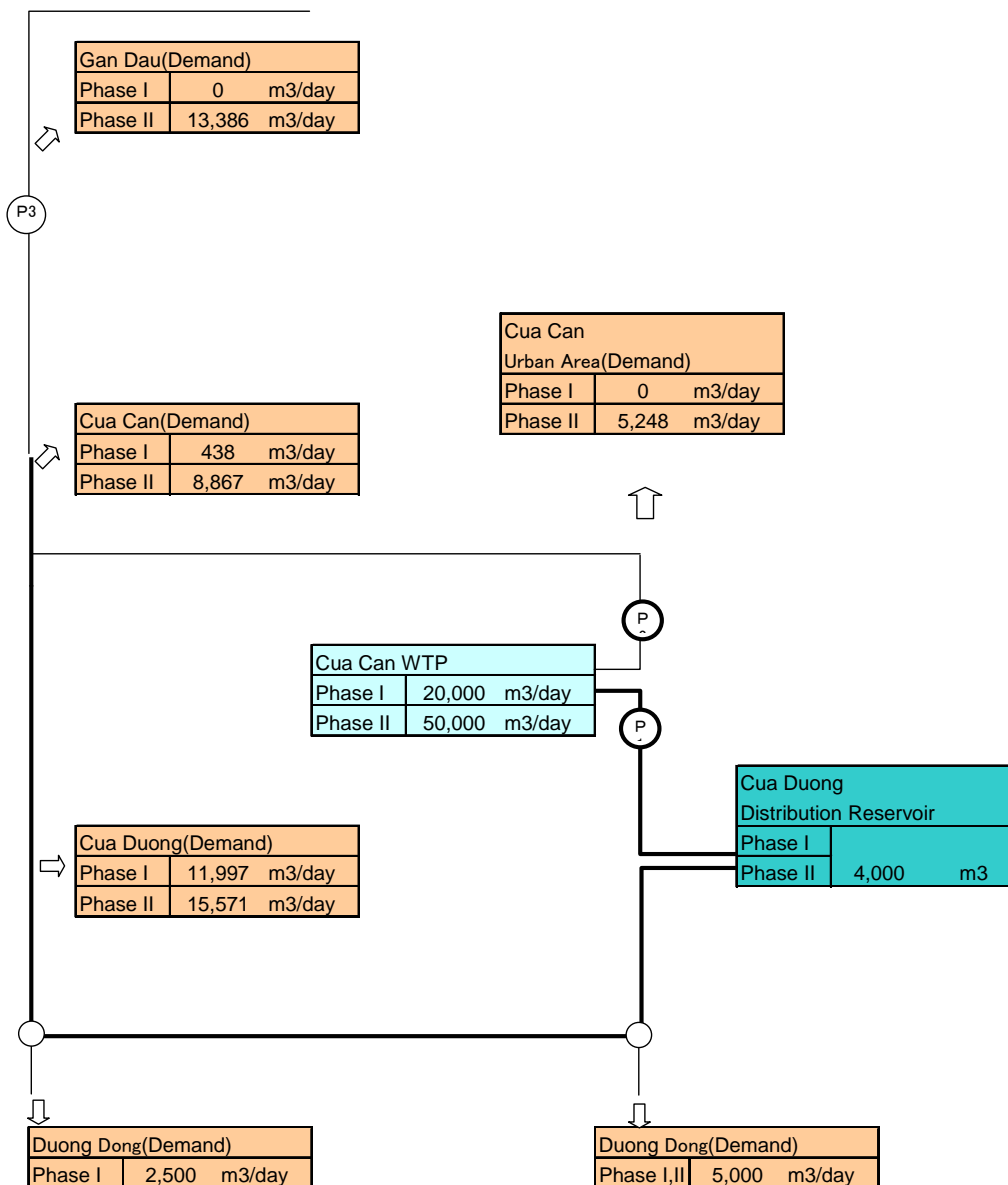 Gan Dau(Demand)
Phase I 0 m3/day
Phase II 13,386 m3/day
P3
Cua Can
Urban Area(Demand)
Phase I 0 m3/day
Phase II 5,248 m3/day
Cua Can(Demand)
Phase I 438 m3/day
Phase II 8,867 m3/day
P
Cua Can WTP
Phase I 20,000 m3/day
Phase II 50,000 m3/day
P
Cua Duong
Distribution Reservoir
Phase I
Phase II 4,000 m3
Cua Duong(Demand)
Phase I 11,997 m3/day
Phase II 15,571 m3/day
Duong Dong(Demand)
Phase I 2,500 m3/day
Duong Dong(Demand)
Phase I,II 5,000 m3/day